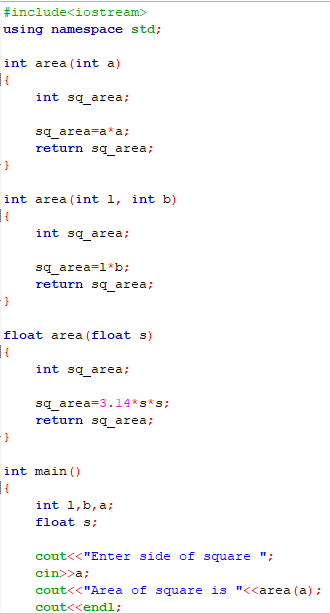 #include<iostream>
using namespace std;
int area(int a)
{
int sq_area;
sq_area=a*a;
return sq_area;
}
int area(int l, int b)
{
int sq_area;
sq_area=l*b;
return sq_area;
}
float area(float s)
{
int sq_area;
sq_area=3.14*s*s;
return sq_area;
}
int main()
{
int l,b,a;
float s;
cout<<"Enter side of square ";
cin>>a;
cout<<"Area of square is "<<area(a);
cout<<endl;